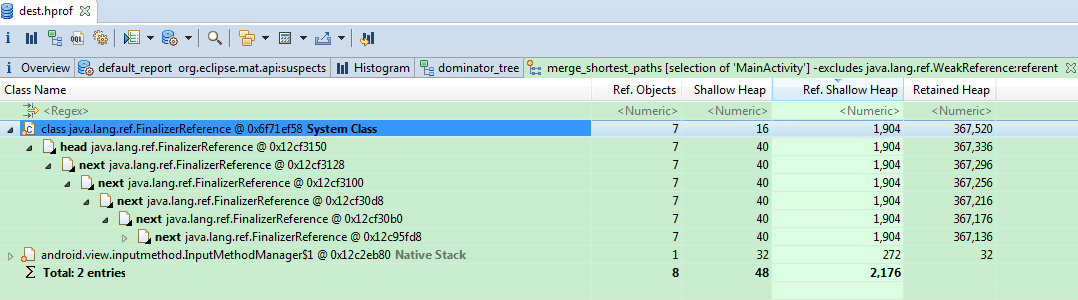 dest.hprof
i OQL
i Overview default_report org.eclipse.mat.api:suspects Histogram dominator_tree merge_shortest_paths [selection of 'MainActivity'] -excludes java.lang.ref.WeakReference:referent
Class Name Ref. Objects Shallow Heap Ref. Shallow Heap Retained Heap
<Regex> <Numeric> <Numeric> <Numeric> <Numeric>
class java.lang.ref.FinalizerReference @ 0x6f71ef58 System Class 7 16 1,904 367,520
head java.lang.ref.FinalizerReference @ 0x12cf3150 7 40 1,904 367,336
next java.lang.ref.FinalizerReference @ 0x12cf3128 7 40 1,904 367,296
next java.lang.ref.FinalizerReference @ 0x12cf3100 7 40 1,904 367,256
next java.lang.ref.FinalizerReference @ 0x12cf30d8 7 40 1,904 367,216
next java.lang.ref.FinalizerReference @ 0x12cf30b0 7 40 1,904 367,176
next java.lang.ref.FinalizerReference @ 0x12c95fd8 7 40 1,904 367,136
android.view.inputmethod.InputMethodManager$1 @ 0x12c2eb80 Native Stack 1 32 272 32
Σ Total: 2 entries 8 48 2,176